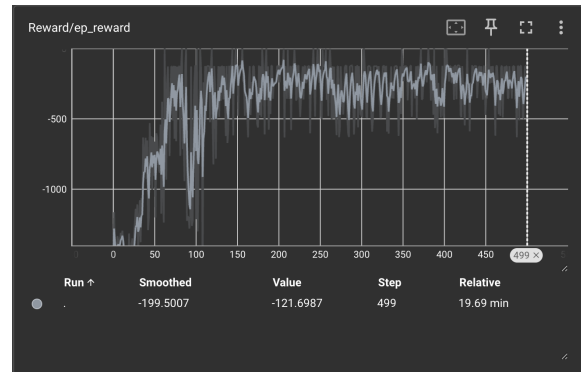 Reward/ep_reward
-500
-1000
0 50 100 150 200 250 300 350 400 450 499 ×
Run ↑ Smoothed Value Step Relative
. -199.5007 -121.6987 499 19.69 min